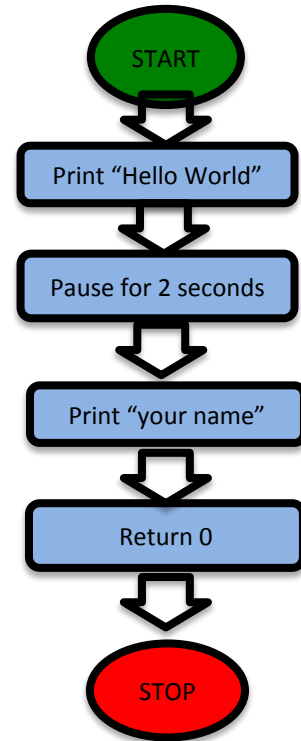 START
Print “Hello World”
Pause for 2 seconds
Print “your name”
Return 0
STOP